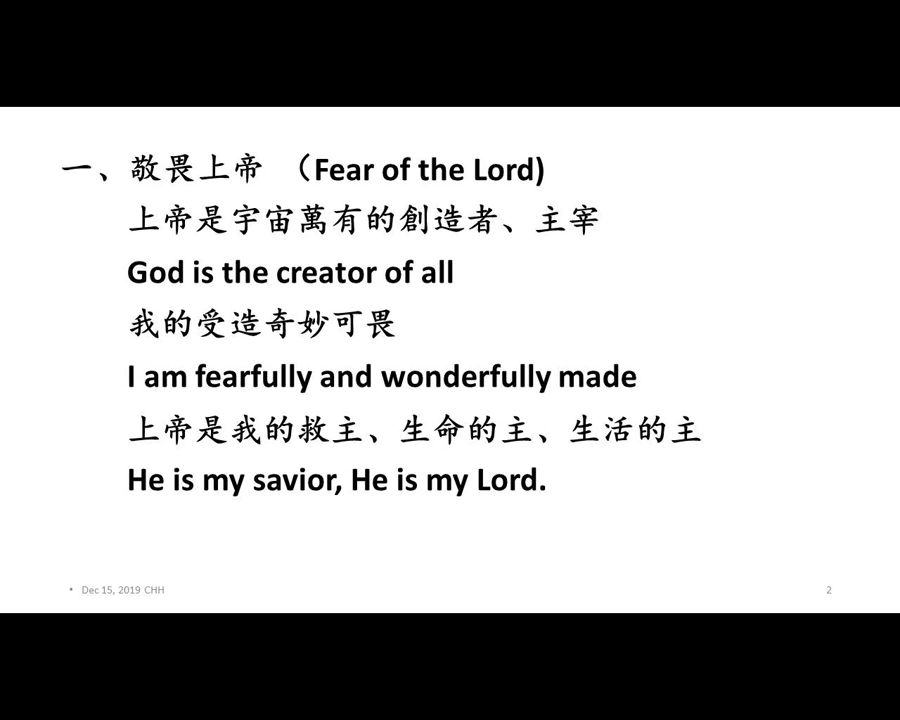 一、敬畏上帝 （Fear of the Lord)
上帝是宇宙萬有的創造者、主宰
God is the creator of all
我的受造奇妙可畏
I am fearfully and wonderfully made
上帝是我的救主、生命的主、生活的主
He is my savior, He is my Lord.
• Dec 15, 2019 CHH
2